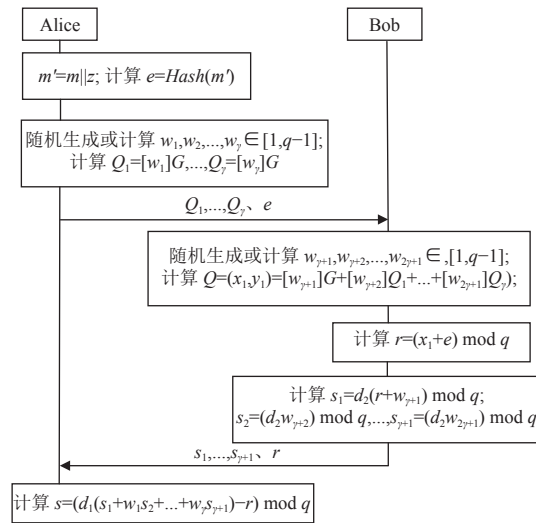 Alice
Bob
m′=m||z; 计算 e=Hash(m′)
随机生成或计算 w₁,w₂,...,wᵧ∈[1,q−1];
计算 Q₁=[w₁]G,...,Qᵧ=[wᵧ]G
Q₁,...,Qᵧ、e
随机生成或计算 wᵧ₊₁,wᵧ₊₂,...,w₂ᵧ₊₁∈,[1,q−1];
计算 Q=(x₁,y₁)=[wᵧ₊₁]G+[wᵧ₊₂]Q₁+...+[w₂ᵧ₊₁]Qᵧ);
计算 r=(x₁+e) mod q
计算 s₁=d₂(r+wᵧ₊₁) mod q;
s₂=(d₂wᵧ₊₂) mod q,...,sᵧ₊₁=(d₂w₂ᵧ₊₁) mod q
s₁,...,sᵧ₊₁、r
计算 s=(d₁(s₁+w₁s₂+...+wᵧsᵧ₊₁)−r) mod q